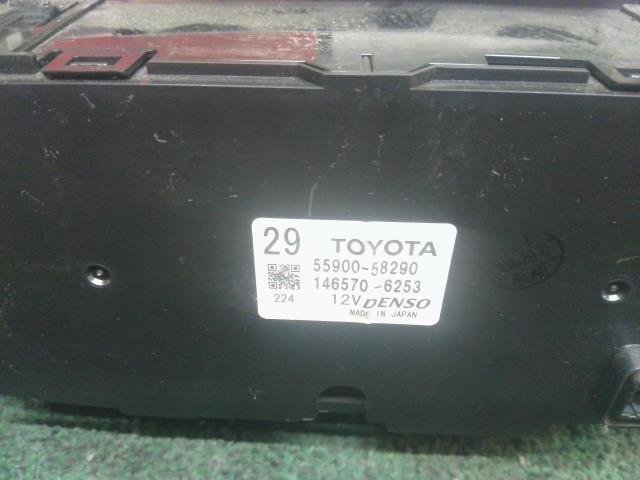 29 TOYOTA
55900-58290
146570-6253
224 12V DENSO
MADE IN JAPAN